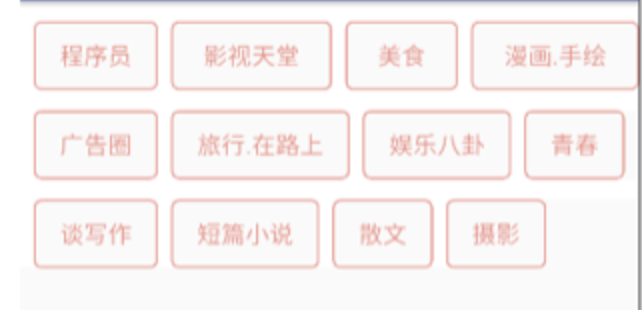 程序员 影视天堂 美食 漫画.手绘
广告圈 旅行.在路上 娱乐八卦 青春
谈写作 短篇小说 散文 摄影